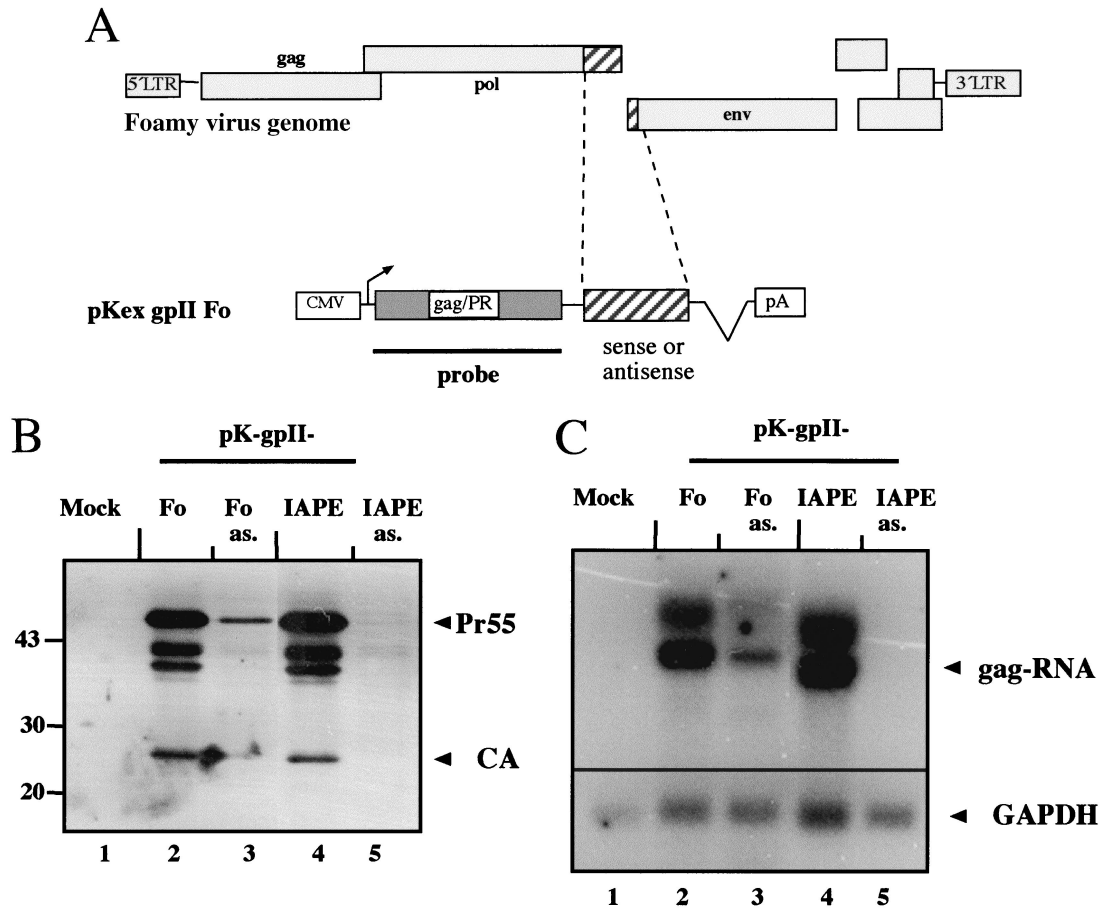 A
gag
5´LTR
pol
3´LTR
env
Foamy virus genome
pKex gpII Fo
CMV
gag/PR
pA
probe
sense or
antisense
B
pK-gpII-
Mock Fo Fo IAPE IAPE
as. as.
43
30
20
Pr55
CA
1 2 3 4 5
C
pK-gpII-
Mock Fo Fo IAPE IAPE
as. as.
gag-RNA
GAPDH
1 2 3 4 5